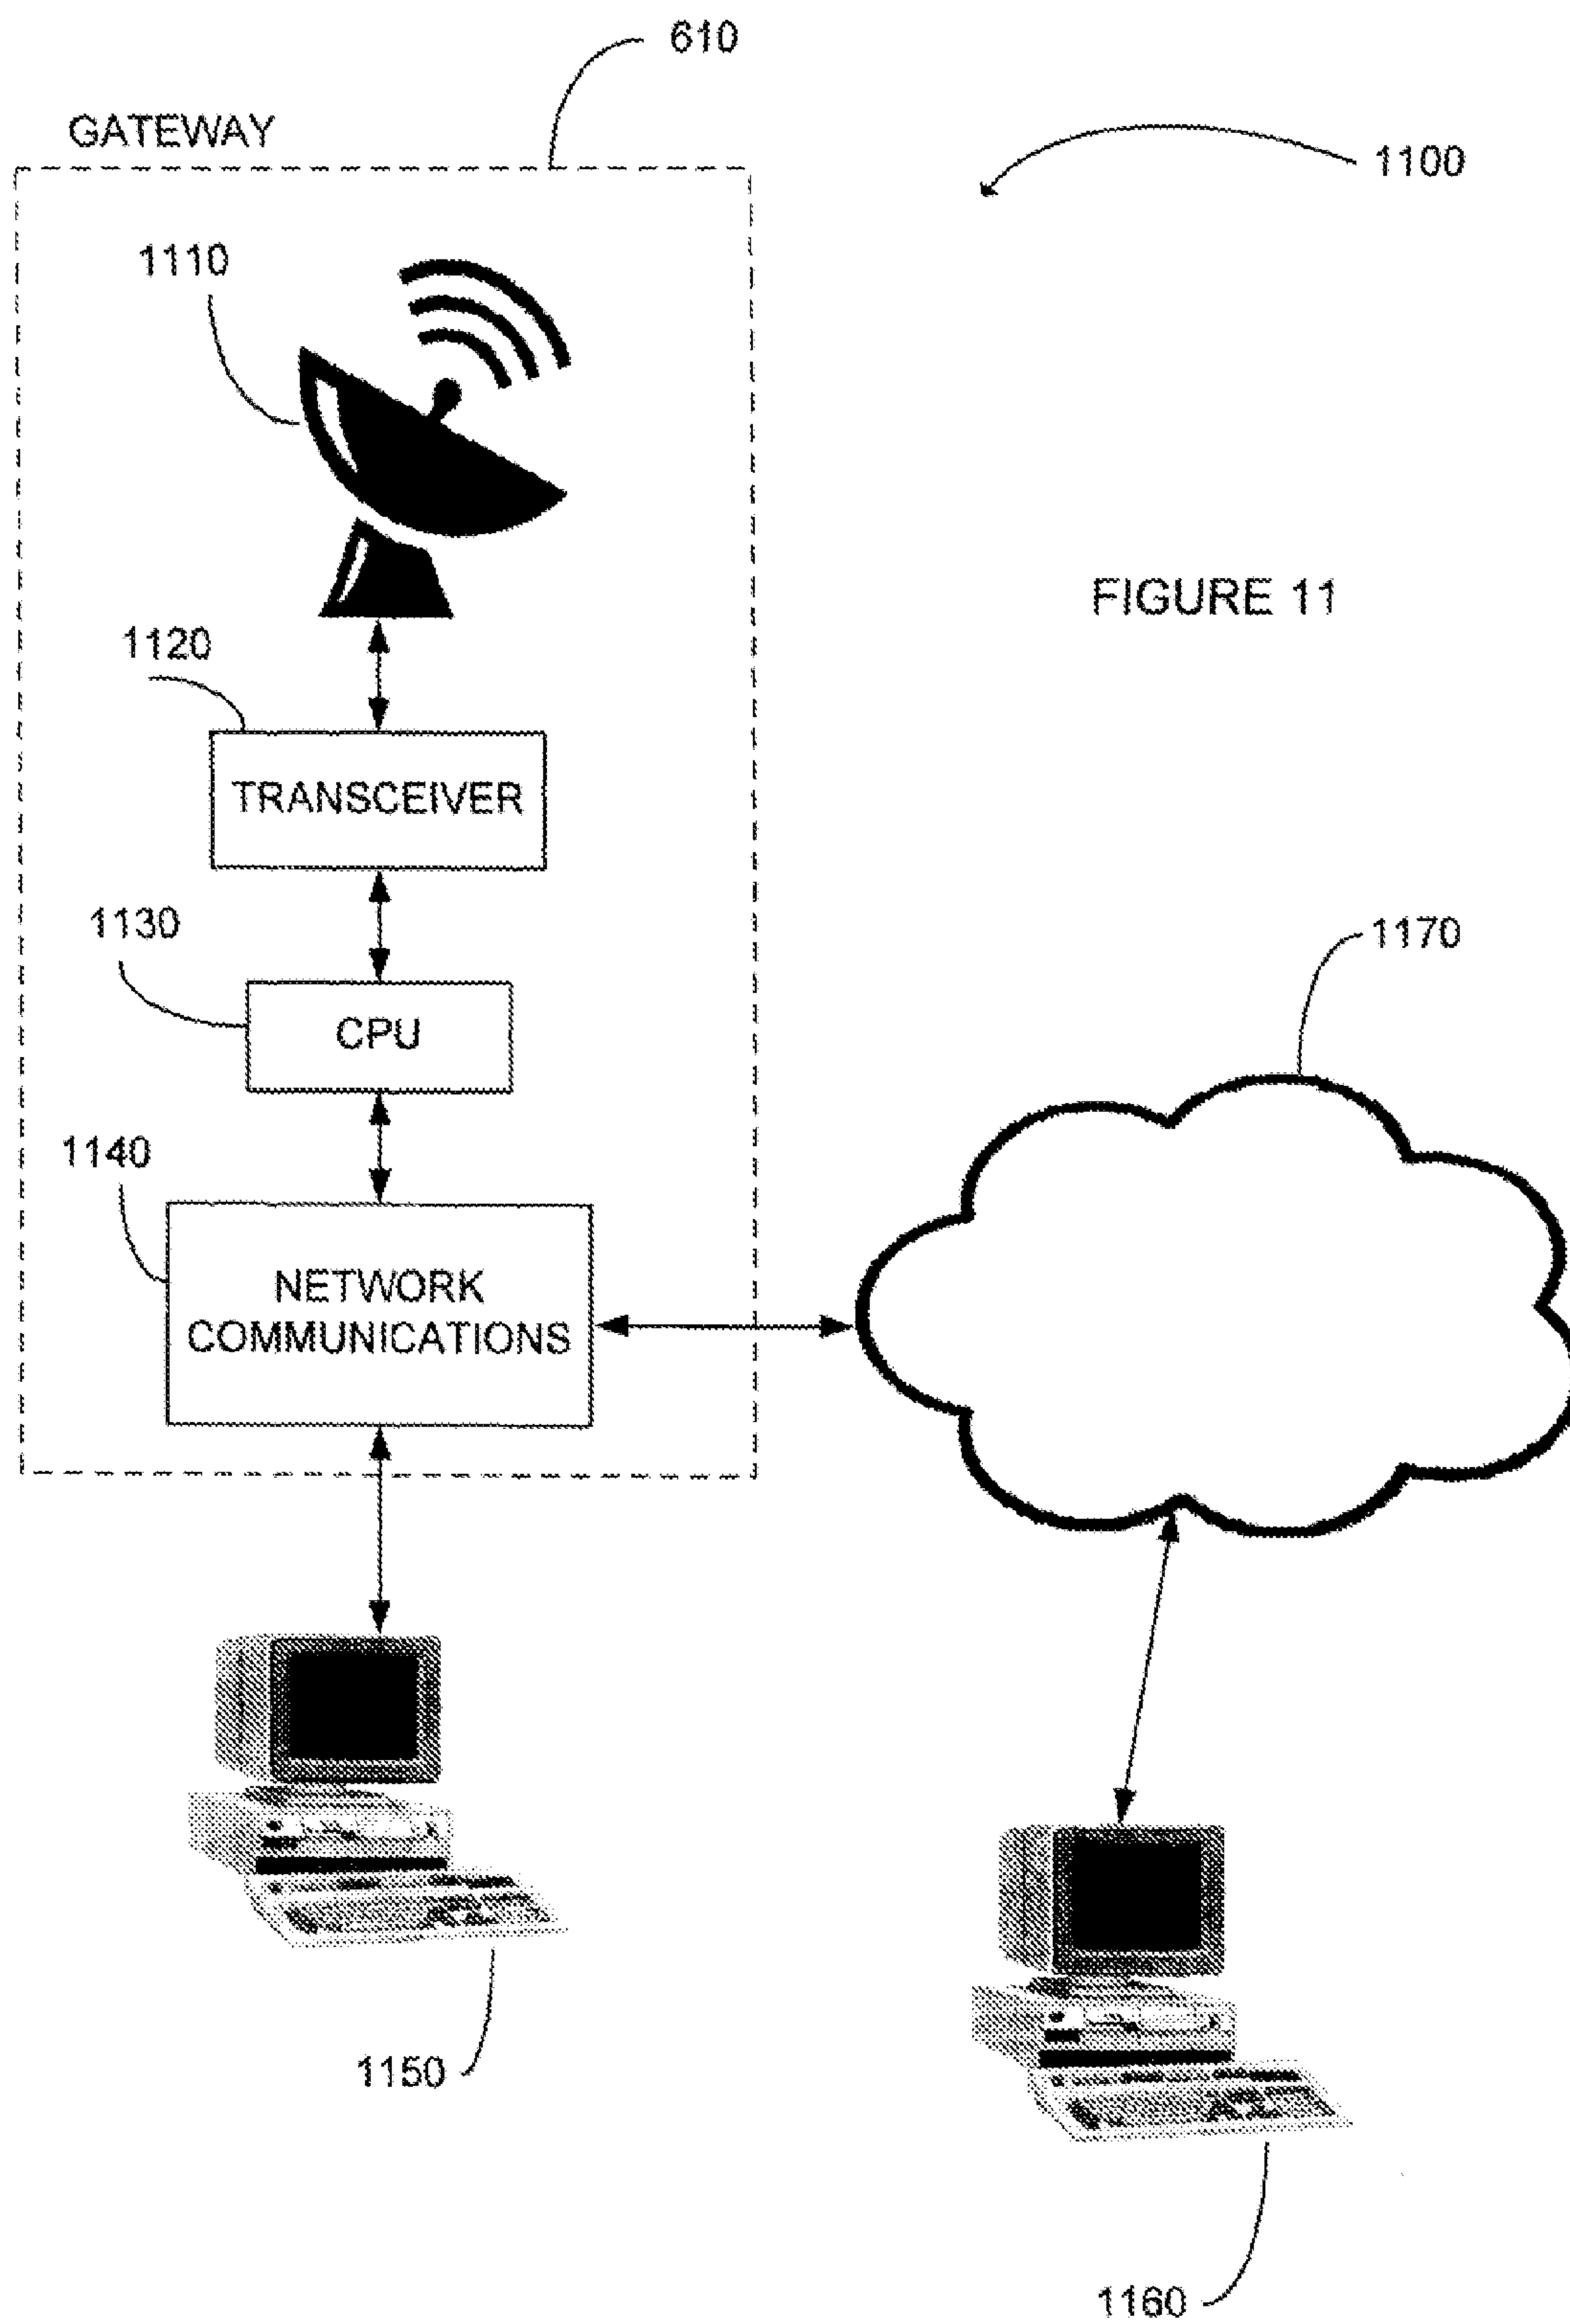 610
GATEWAY
1100
1110
FIGURE 11
1120
TRANSCEIVER
1130
1170
CPU
1140
NETWORK
COMMUNICATIONS
1150
1160